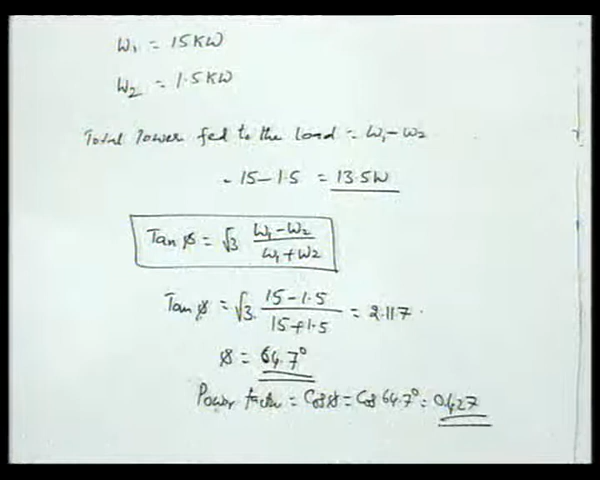 W₁ = 15KW
W₂ = 1.5KW
Total Power fed to the load = W₁ - W₂
= 15 - 1.5 = 13.5W
Tan ø = √3 (W₁ - W₂)/(W₁ + W₂)
Tan ø = √3 · (15 - 1.5)/(15 + 1.5) = 2.117.
ø = 64.7°
Power factor = Cos ø = Cos 64.7° = 0.427